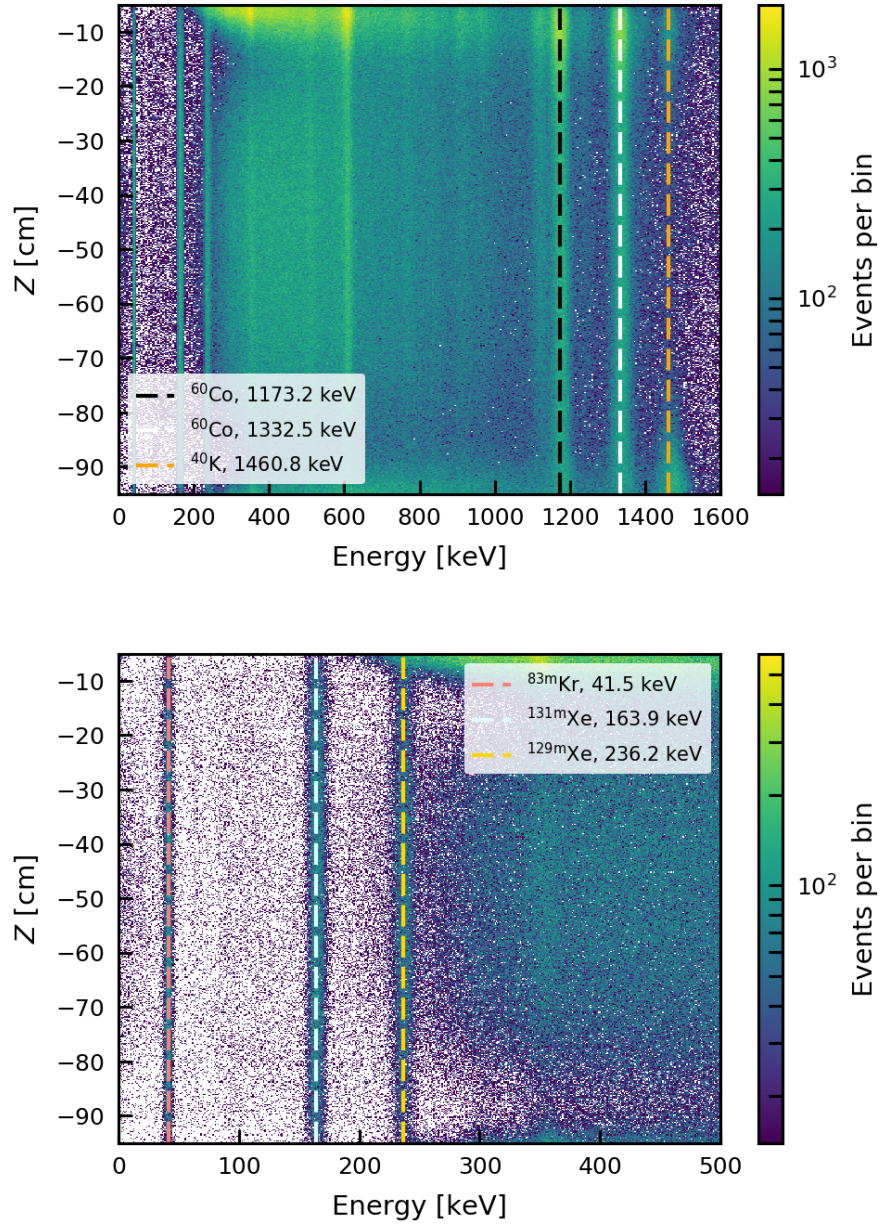 −10
−20
−30
−40
−50
−60
−70
−80
−90
Z [cm]
⁶⁰Co, 1173.2 keV
⁶⁰Co, 1332.5 keV
⁴⁰K, 1460.8 keV
0 200 400 600 800 1000 1200 1400 1600
Energy [keV]
10³
10²
Events per bin
−10
−20
−30
−40
−50
−60
−70
−80
−90
Z [cm]
⁸³ᵐKr, 41.5 keV
¹³¹ᵐXe, 163.9 keV
¹²⁹ᵐXe, 236.2 keV
0 100 200 300 400 500
Energy [keV]
10²
Events per bin